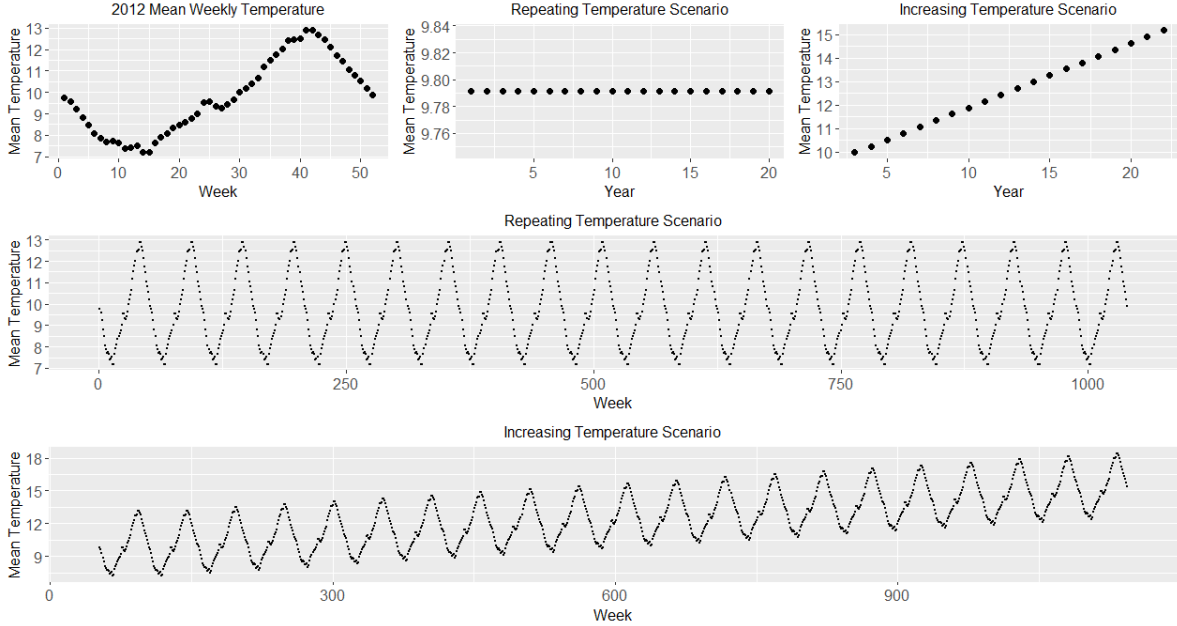 2012 Mean Weekly Temperature
Mean Temperature
13
12
11
10
9
8
7
0 10 20 30 40 50
Week
Repeating Temperature Scenario
Mean Temperature
9.84
9.82
9.80
9.78
9.76
5 10 15 20
Year
Increasing Temperature Scenario
Mean Temperature
15
14
13
12
11
10
5 10 15 20
Year
Repeating Temperature Scenario
Mean Temperature
13
12
11
10
9
8
7
0 250 500 750 1000
Week
Increasing Temperature Scenario
Mean Temperature
18
15
12
9
0 300 600 900
Week